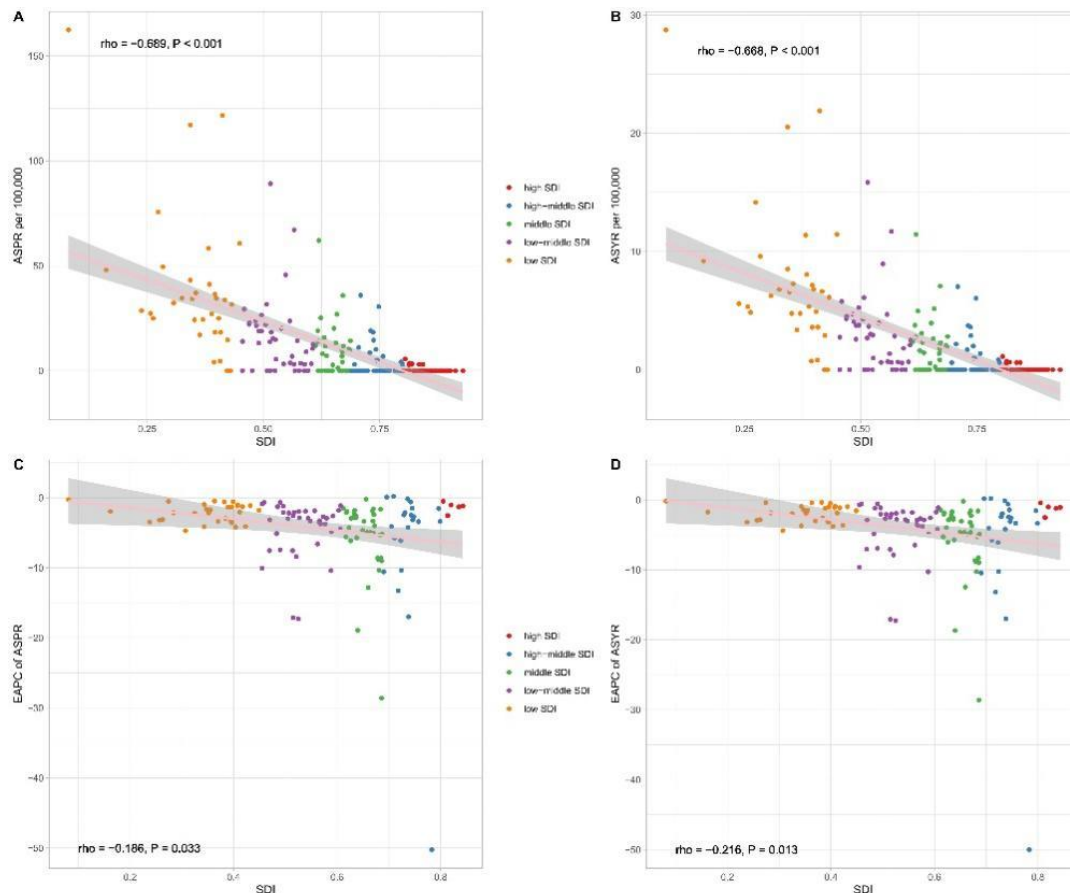 A
rho = −0.689, P < 0.001
150
100
50
0
ASPR per 100,000
0.25
0.50
0.75
SDI
high SDI
high−middle SDI
middle SDI
low−middle SDI
low SDI
B
rho = −0.668, P < 0.001
30
20
10
0
ASYR per 100,000
0.25
0.50
0.75
SDI
C
0
−10
−20
−30
−40
−50
EAPC of ASPR
rho = −0.186, P = 0.033
0.2
0.4
0.6
0.8
SDI
high SDI
high−middle SDI
middle SDI
low−middle SDI
low SDI
D
0
−10
−20
−30
−40
−50
EAPC of ASYR
rho = −0.216, P = 0.013
0.2
0.4
0.6
0.8
SDI